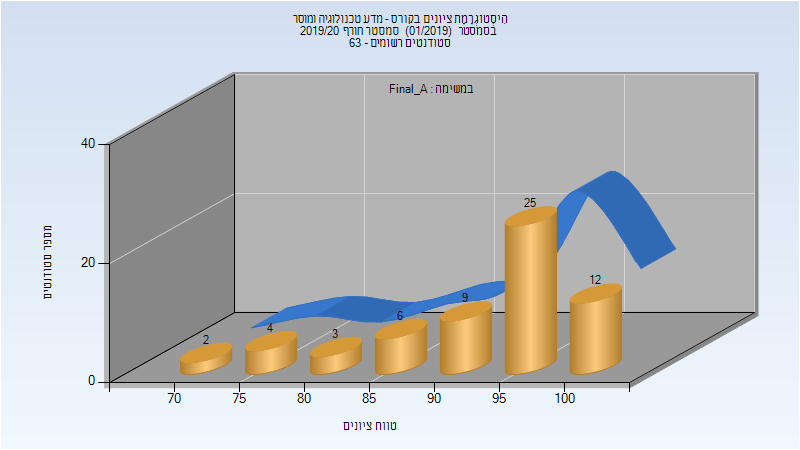 היסטוגרמת ציונים בקורס - מדע טכנולוגיה ומוסר
בסמסטר (01/2019) סמסטר חורף 2019/20
סטודנטים רשומים - 63
במשימה : Final_A
מספר סטודנטים
40
20
0
2
4
3
6
9
25
12
70
75
80
85
90
95
100
טווח ציונים